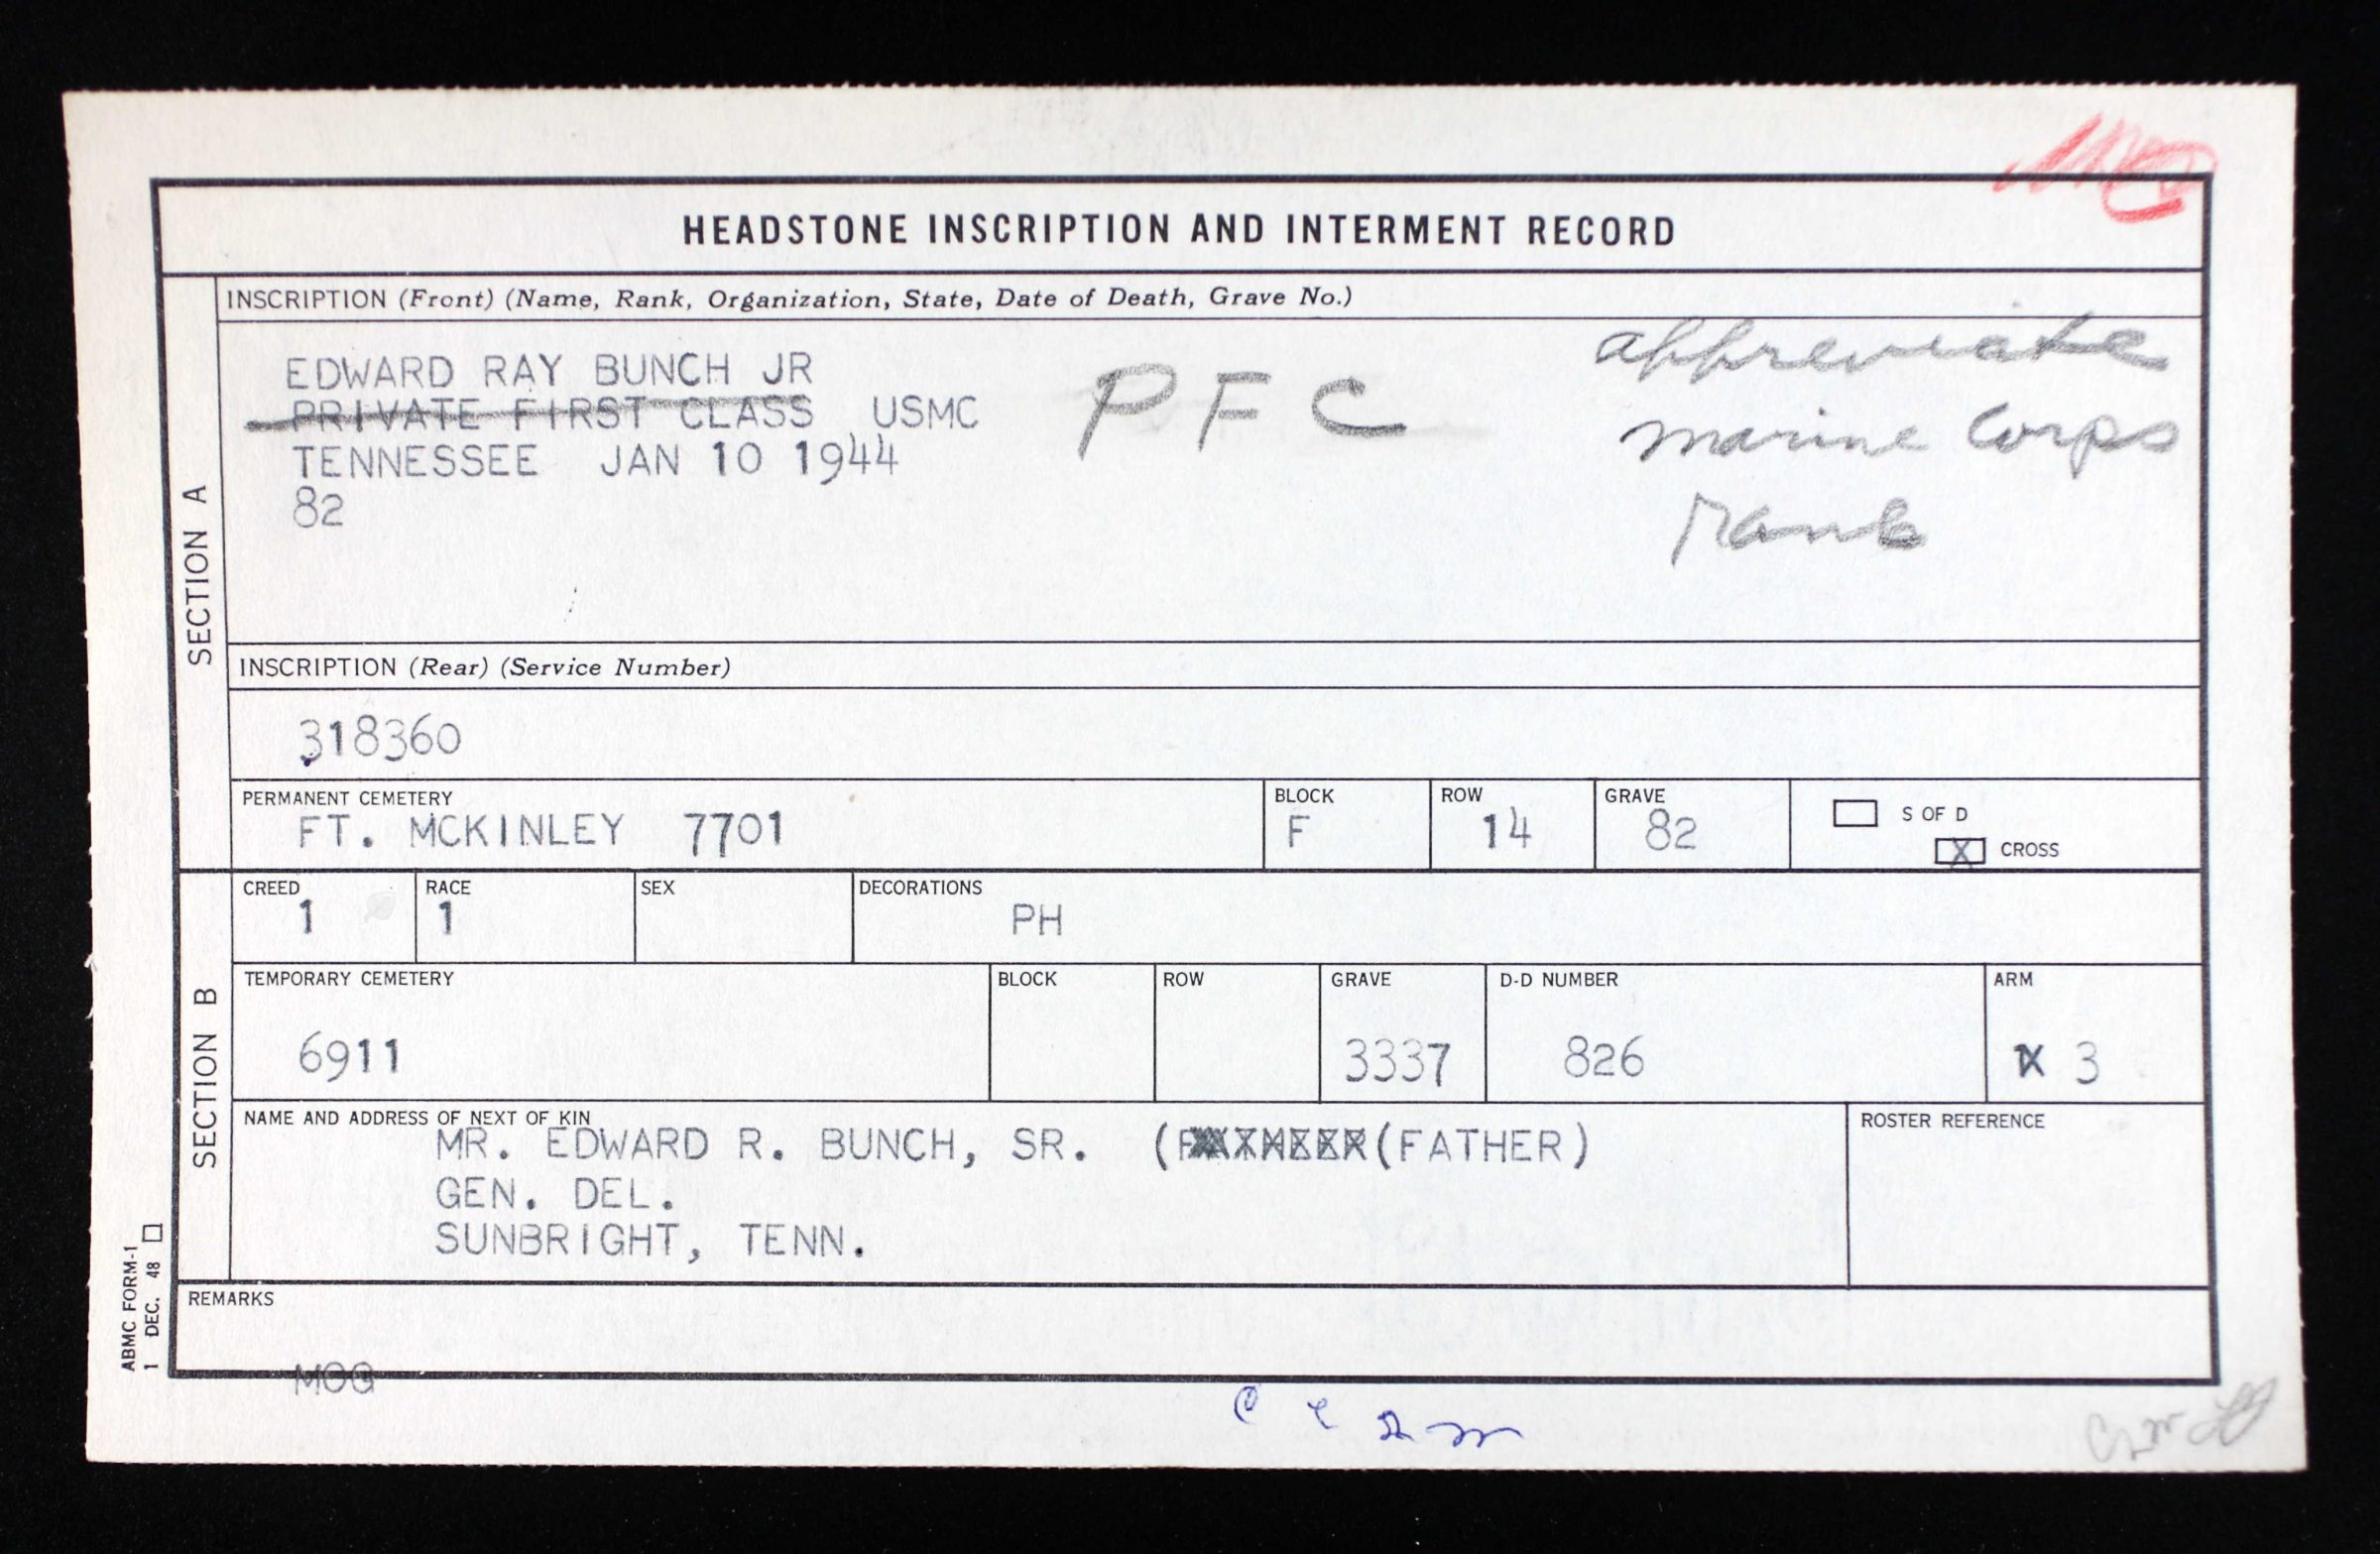 HEADSTONE INSCRIPTION AND INTERMENT RECORD
SECTION A
INSCRIPTION (Front) (Name, Rank, Organization, State, Date of Death, Grave No.)
EDWARD RAY BUNCH JR
PRIVATE FIRST CLASS USMC
TENNESSEE JAN 10 1944
82
PFC
abbreviate
marine Corps
rank
INSCRIPTION (Rear) (Service Number)
318360
PERMANENT CEMETERY BLOCK ROW GRAVE
FT. MCKINLEY 7701 F 14 82
S OF D
X CROSS
SECTION B
CREED RACE SEX DECORATIONS
1 1 PH
TEMPORARY CEMETERY BLOCK ROW GRAVE D-D NUMBER ARM
6911 3337 826 3
NAME AND ADDRESS OF NEXT OF KIN ROSTER REFERENCE
MR. EDWARD R. BUNCH, SR. (FATHER)
GEN. DEL.
SUNBRIGHT, TENN.
REMARKS
MOG
ABMC FORM-1
1 DEC. 48